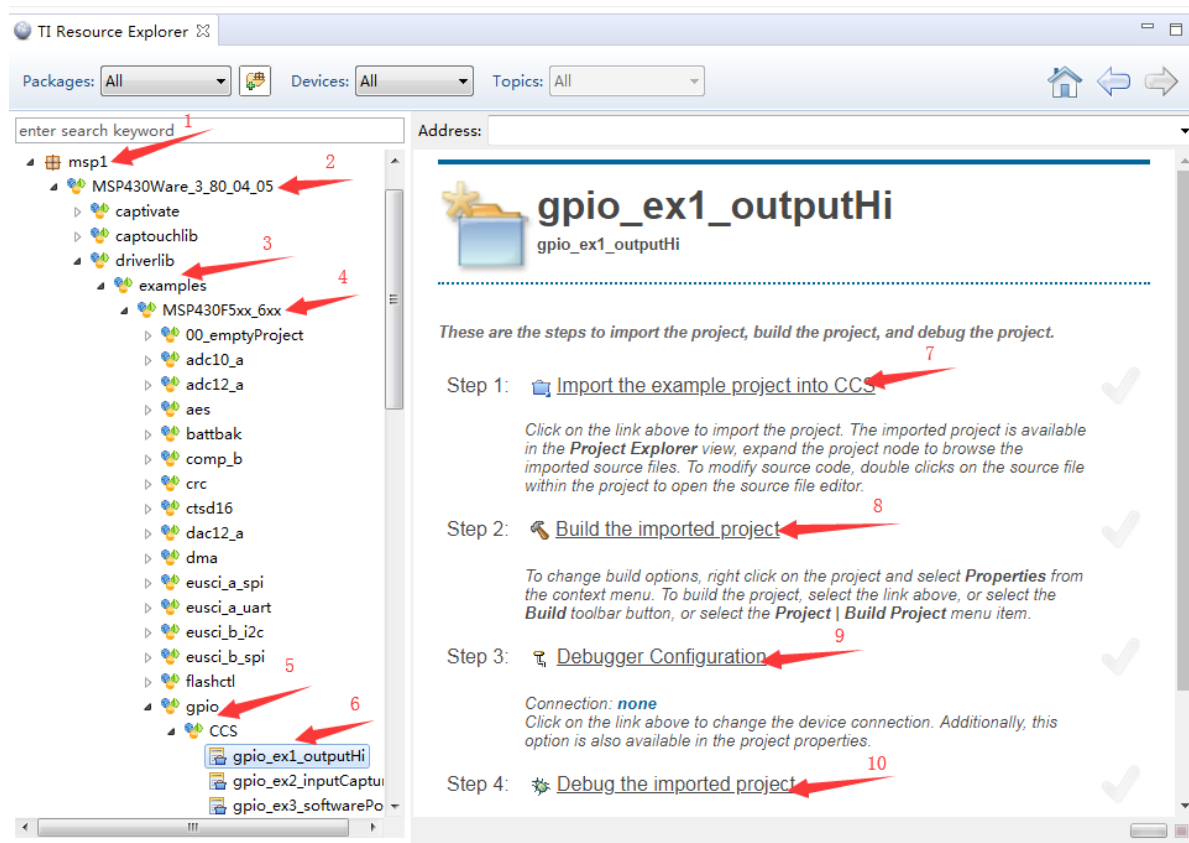 TI Resource Explorer
Packages: All Devices: All Topics: All
enter search keyword
1
Address:
msp1
2
MSP430Ware_3_80_04_05
captivate
captouchlib
3
driverlib
4
examples
MSP430F5xx_6xx
00_emptyProject
adc10_a
adc12_a
aes
battbak
comp_b
crc
ctsd16
dac12_a
dma
eusci_a_spi
eusci_a_uart
eusci_b_i2c
eusci_b_spi
5
flashctl
gpio
6
CCS
gpio_ex1_outputHi
gpio_ex2_inputCaptu
gpio_ex3_softwarePo
gpio_ex1_outputHi
gpio_ex1_outputHi
These are the steps to import the project, build the project, and debug the project.
7
Step 1: Import the example project into CCS
Click on the link above to import the project. The imported project is available
in the Project Explorer view, expand the project node to browse the
imported source files. To modify source code, double clicks on the source file
within the project to open the source file editor.
8
Step 2: Build the imported project
To change build options, right click on the project and select Properties from
the context menu. To build the project, select the link above, or select the
Build toolbar button, or select the Project | Build Project menu item.
9
Step 3: Debugger Configuration
Connection: none
Click on the link above to change the device connection. Additionally, this
option is also available in the project properties.
10
Step 4: Debug the imported project